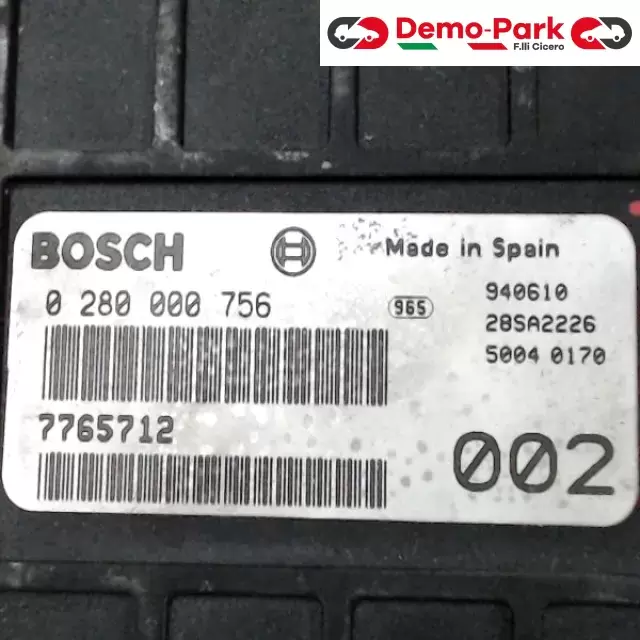 Demo-Park
F.lli Cicero
BOSCH
Made in Spain
0 280 000 756
965
940610
28SA2226
5004 0170
7765712
002